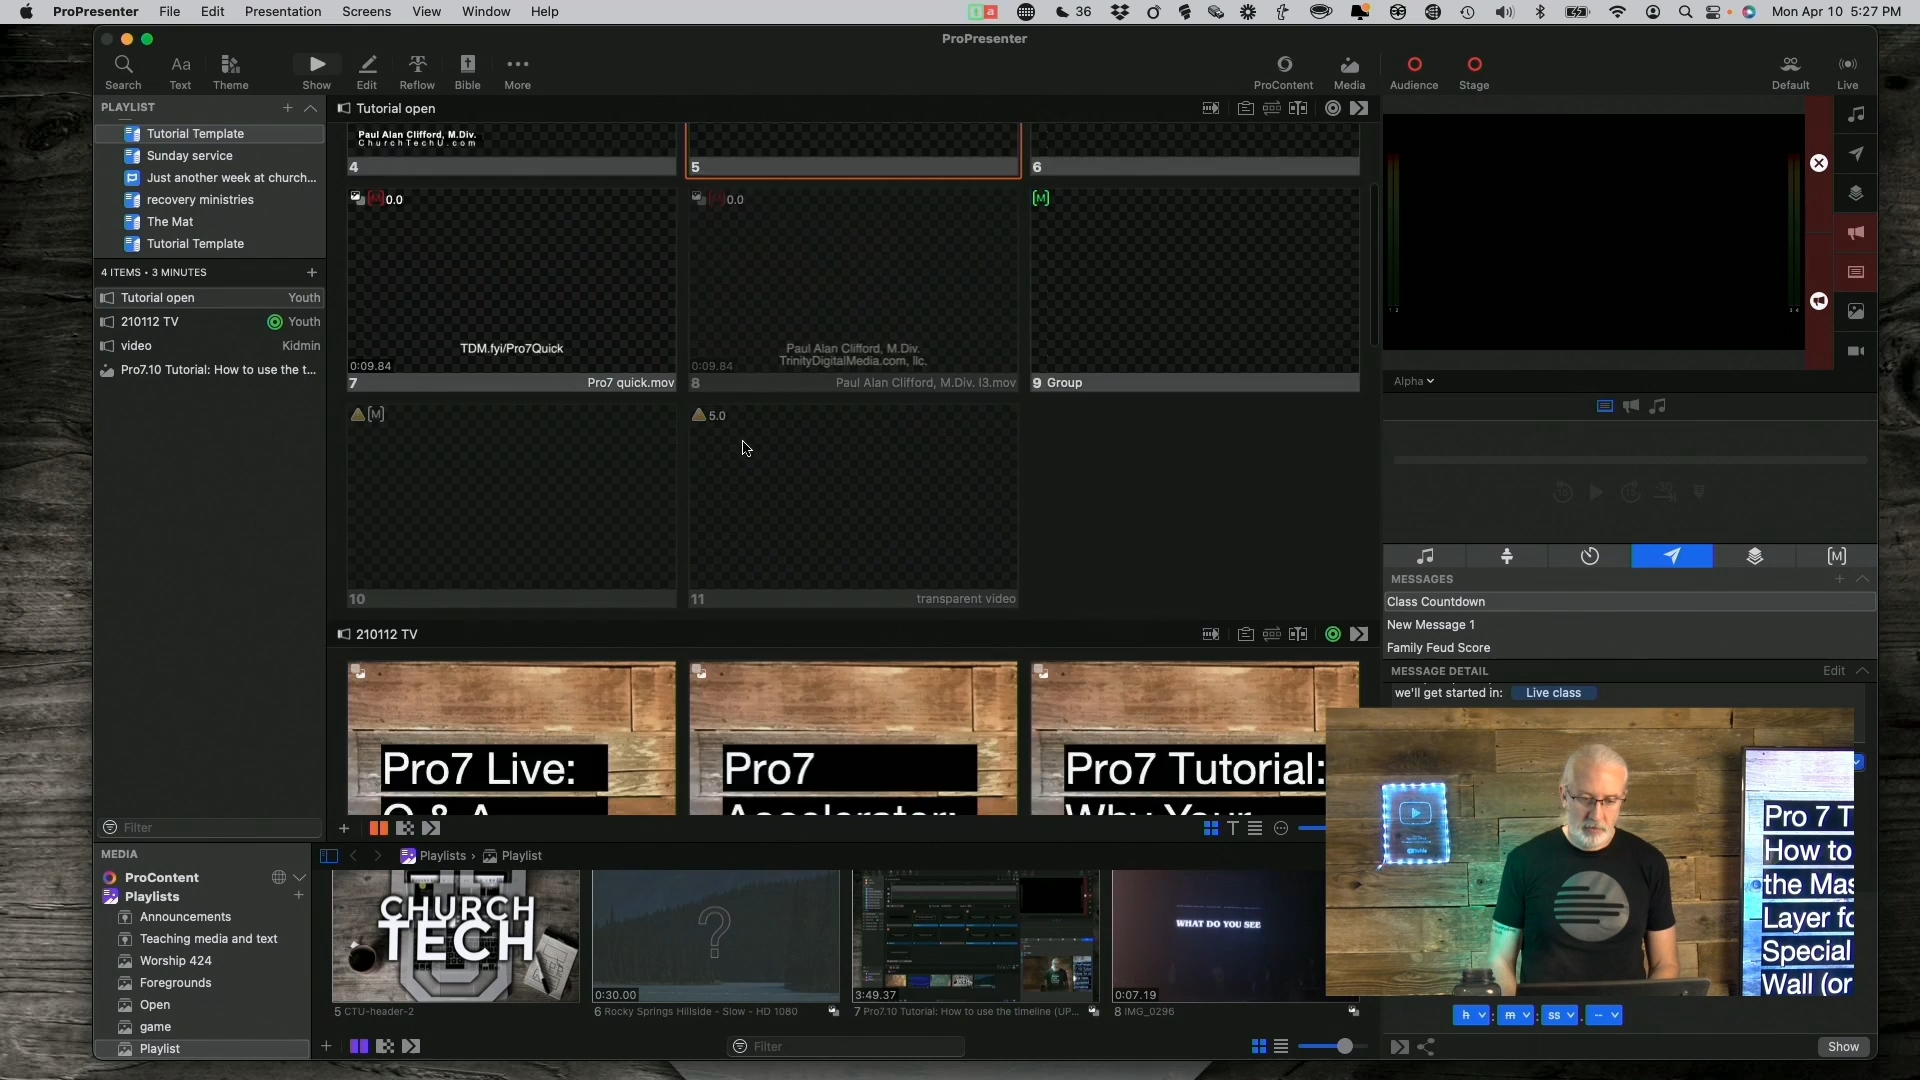 ProPresenter File Edit Presentation Screens View Window Help
36
Mon Apr 10 5:27 PM
ProPresenter
Search Text Theme Show Edit Reflow Bible More
ProContent Media Audience Stage Default Live
PLAYLIST
Tutorial Template
Sunday service
Just another week at church...
recovery ministries
The Mat
Tutorial Template
4 ITEMS • 3 MINUTES
Tutorial open Youth
210112 TV Youth
video Kidmin
Pro7.10 Tutorial: How to use the t...
Filter
Tutorial open
Paul Alan Clifford, M.Div.
ChurchTechU.com
4
5
6
0.0
TDM.fyi/Pro7Quick
0:09.84
7 Pro7 quick.mov
0.0
Paul Alan Clifford, M.Div.
TrinityDigitalMedia.com, llc.
0:09.84
8 Paul Alan Clifford, M.Div. l3.mov
[M]
9 Group
[M]
10
5.0
11 transparent video
210112 TV
Pro7 Live:
Q & A
Pro7
Accelerator:
Pro7 Tutorial:
Why Your
Alpha
MESSAGES
Class Countdown
New Message 1
Family Feud Score
MESSAGE DETAIL Edit
we'll get started in: Live class
Pro 7 T
How to
the Mas
Layer fo
Special
Wall (or
h : m : ss . --
Show
MEDIA
ProContent
Playlists
Announcements
Teaching media and text
Worship 424
Foregrounds
Open
game
Playlist
Playlists › Playlist
CHURCH
TECH
5 CTU-header-2
?
0:30.00
6 Rocky Springs Hillside - Slow - HD 1080
3:49.37
7 Pro7.10 Tutorial: How to use the timeline (UP...
WHAT DO YOU SEE
0:07.19
8 IMG_0296
Filter